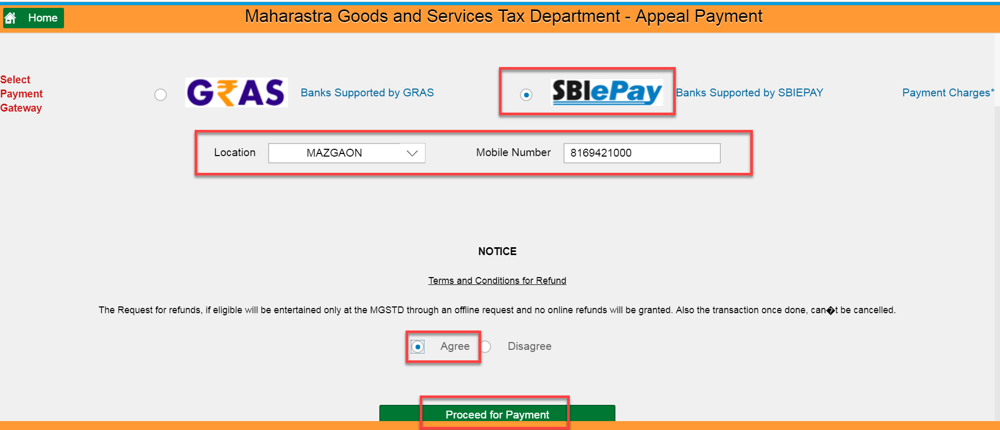 Home
Maharastra Goods and Services Tax Department - Appeal Payment
Select
Payment
Gateway
G₹AS
Banks Supported by GRAS
SBIePay
Banks Supported by SBIEPAY
Payment Charges*
Location
MAZGAON
Mobile Number
8169421000
NOTICE
Terms and Conditions for Refund
The Request for refunds, if eligible will be entertained only at the MGSTD through an offline request and no online refunds will be granted. Also the transaction once done, can�t be cancelled.
Agree
Disagree
Proceed for Payment